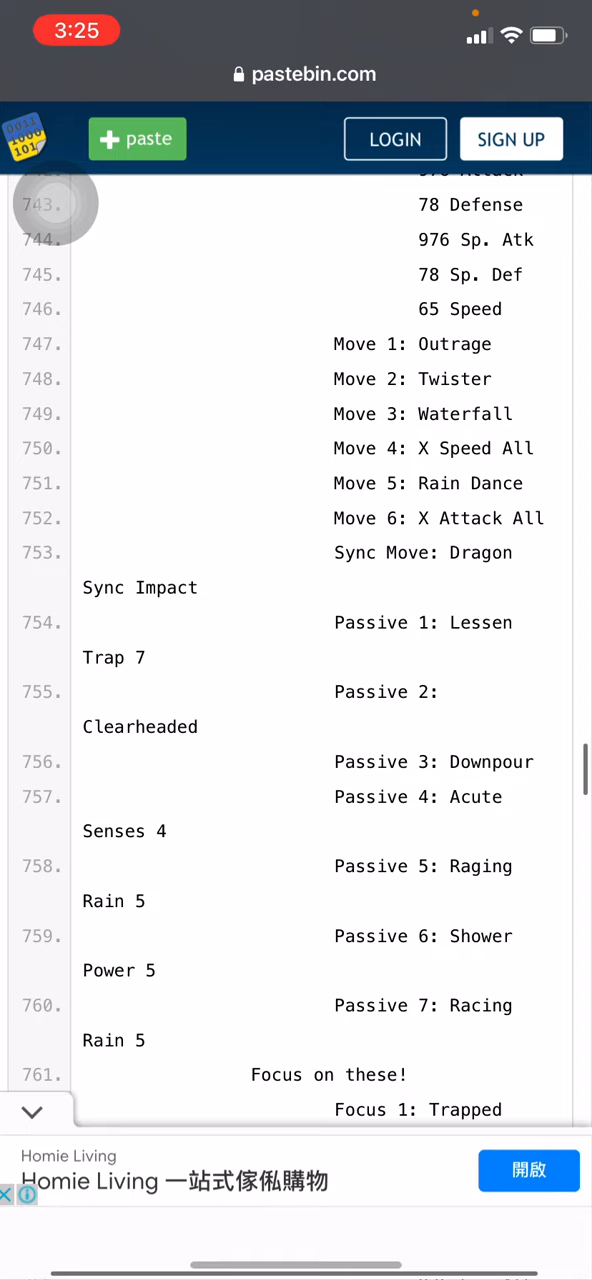 3:25
pastebin.com
0011
1000
101
+ paste
LOGIN
SIGN UP
743. 78 Defense
744. 976 Sp. Atk
745. 78 Sp. Def
746. 65 Speed
747. Move 1: Outrage
748. Move 2: Twister
749. Move 3: Waterfall
750. Move 4: X Speed All
751. Move 5: Rain Dance
752. Move 6: X Attack All
753. Sync Move: Dragon
Sync Impact
754. Passive 1: Lessen
Trap 7
755. Passive 2:
Clearheaded
756. Passive 3: Downpour
757. Passive 4: Acute
Senses 4
758. Passive 5: Raging
Rain 5
759. Passive 6: Shower
Power 5
760. Passive 7: Racing
Rain 5
761. Focus on these!
Focus 1: Trapped
Homie Living
Homie Living 一站式傢俬購物
開啟